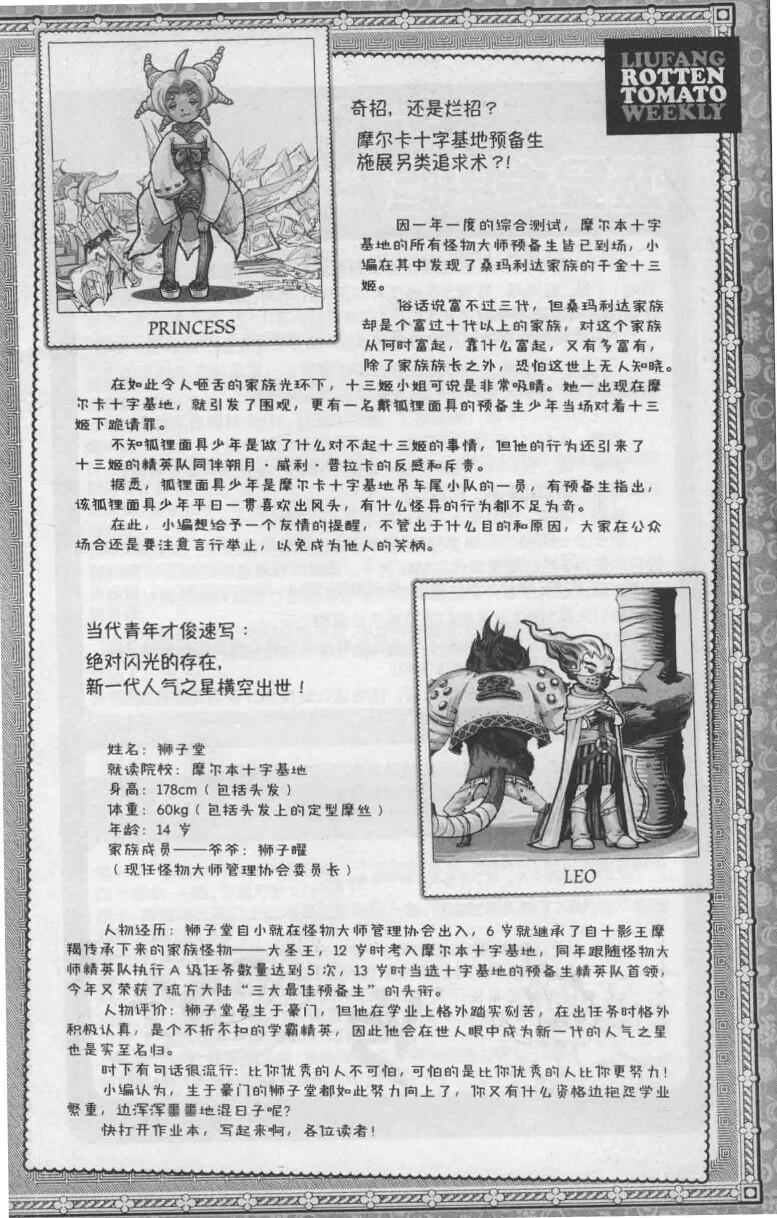 LIUFANG
ROTTEN
TOMATO
WEEKLY
奇招，还是烂招？
摩尔卡十字基地预备生
施展另类追求术？！
PRINCESS
因一年一度的综合测试，摩尔本十字
基地的所有怪物大师预备生皆已到场，小
编在其中发现了桑玛利达家族的千金十三
姬。
俗话说富不过三代，但桑玛利达家族
却是个富过十代以上的家族，对这个家族
从何时富起，靠什么富起，又有多富有，
除了家族族长之外，恐怕这世上无人知晓。
在如此令人咂舌的家族光环下，十三姬小姐可说是非常吸睛。她一出现在摩
尔卡十字基地，就引发了围观，更有一名戴狐狸面具的预备生少年当场对着十三
姬下跪请罪。
不知狐狸面具少年是做了什么对不起十三姬的事情，但他的行为还引来了
十三姬的精英队同伴朔月·威利·普拉卡的反感和斥责。
据悉，狐狸面具少年是摩尔卡十字基地吊车尾小队的一员，有预备生指出，
该狐狸面具少年平日一贯喜欢出风头，有什么怪异的行为都不足为奇。
在此，小编想给予一个友情的提醒，不管出于什么目的和原因，大家在公众
场合还是要注意言行举止，以免成为他人的笑柄。
当代青年才俊速写：
绝对闪光的存在，
新一代人气之星横空出世！
姓名：狮子堂
就读院校：摩尔本十字基地
身高：178cm（包括头发）
体重：60kg（包括头发上的定型摩丝）
年龄：14 岁
家族成员——爷爷：狮子曜
（现任怪物大师管理协会委员长）
LEO
人物经历：狮子堂自小就在怪物大师管理协会出入，6 岁就继承了自十影王摩
羯传承下来的家族怪物——大圣王，12 岁时考入摩尔本十字基地，同年跟随怪物大
师精英队执行 A 级任务数量达到 5 次，13 岁时当选十字基地的预备生精英队首领，
今年又荣获了琉方大陆“三大最佳预备生”的头衔。
人物评价：狮子堂虽生于豪门，但他在学业上格外踏实刻苦，在出任务时格外
积极认真，是个不折不扣的学霸精英，因此他会在世人眼中成为新一代的人气之星
也是实至名归。
时下有句话很流行：比你优秀的人不可怕，可怕的是比你优秀的人比你更努力！
小编认为，生于豪门的狮子堂都如此努力向上了，你又有什么资格边抱怨学业
繁重，边浑浑噩噩地混日子呢？
快打开作业本，写起来啊，各位读者！